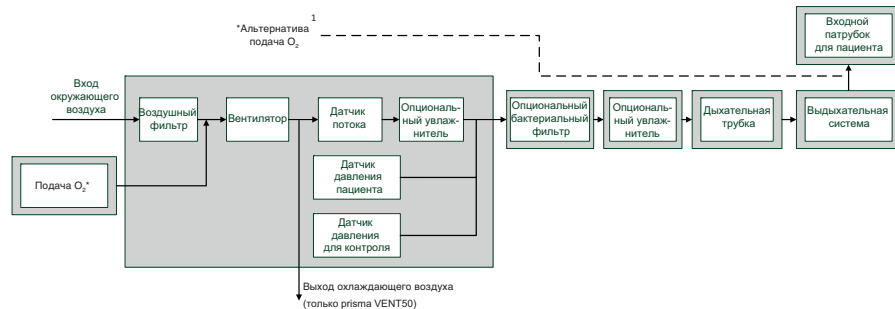 1
*Альтернатива
подача O₂
Входной
патрубок
для пациента
Вход
окружающего
воздуха
Воздушный
фильтр
Вентилятор
Датчик
потока
Опциональ-
ный увлаж-
нитель
Опциональный
бактериальный
фильтр
Опциональ-
ный увлаж-
нитель
Дыхательная
трубка
Выдыхательная
система
Подача O₂*
Датчик
давления
пациента
Датчик
давления
для контроля
Выход охлаждающего воздуха
(только prisma VENT50)